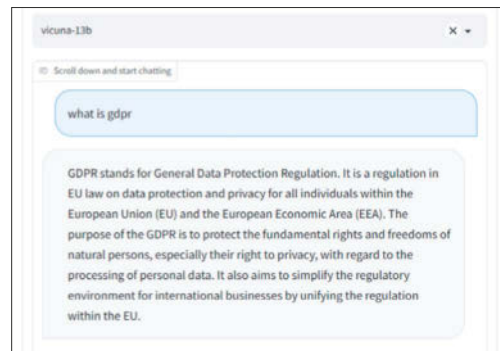 vicuna-13b
Scroll down and start chatting
what is gdpr
GDPR stands for General Data Protection Regulation. It is a regulation in
EU law on data protection and privacy for all individuals within the
European Union (EU) and the European Economic Area (EEA). The
purpose of the GDPR is to protect the fundamental rights and freedoms of
natural persons, especially their right to privacy, with regard to the
processing of personal data. It also aims to simplify the regulatory
environment for international businesses by unifying the regulation
within the EU.